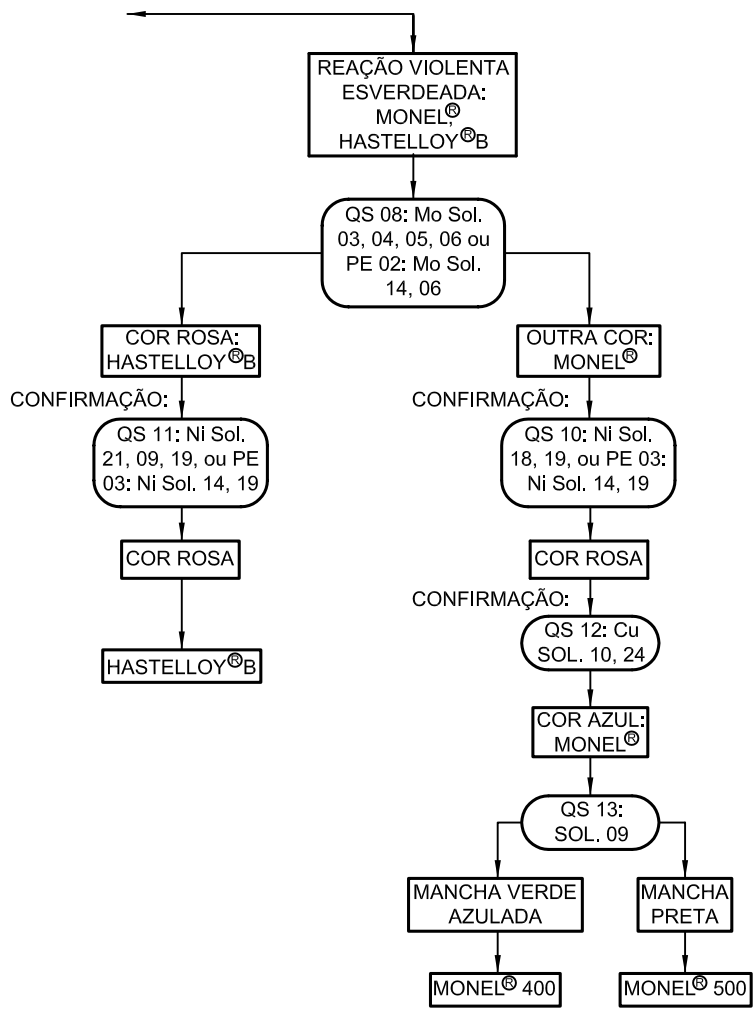 REAÇÃO VIOLENTA
ESVERDEADA:
MONEL®,
HASTELLOY®B
QS 08: Mo Sol.
03, 04, 05, 06 ou
PE 02: Mo Sol.
14, 06
COR ROSA:
HASTELLOY®B
CONFIRMAÇÃO:
QS 11: Ni Sol.
21, 09, 19, ou PE
03: Ni Sol. 14, 19
COR ROSA
HASTELLOY®B
OUTRA COR:
MONEL®
CONFIRMAÇÃO:
QS 10: Ni Sol.
18, 19, ou PE 03:
Ni Sol. 14, 19
COR ROSA
CONFIRMAÇÃO:
QS 12: Cu
SOL. 10, 24
COR AZUL:
MONEL®
QS 13:
SOL. 09
MANCHA VERDE
AZULADA
MONEL® 400
MANCHA
PRETA
MONEL® 500